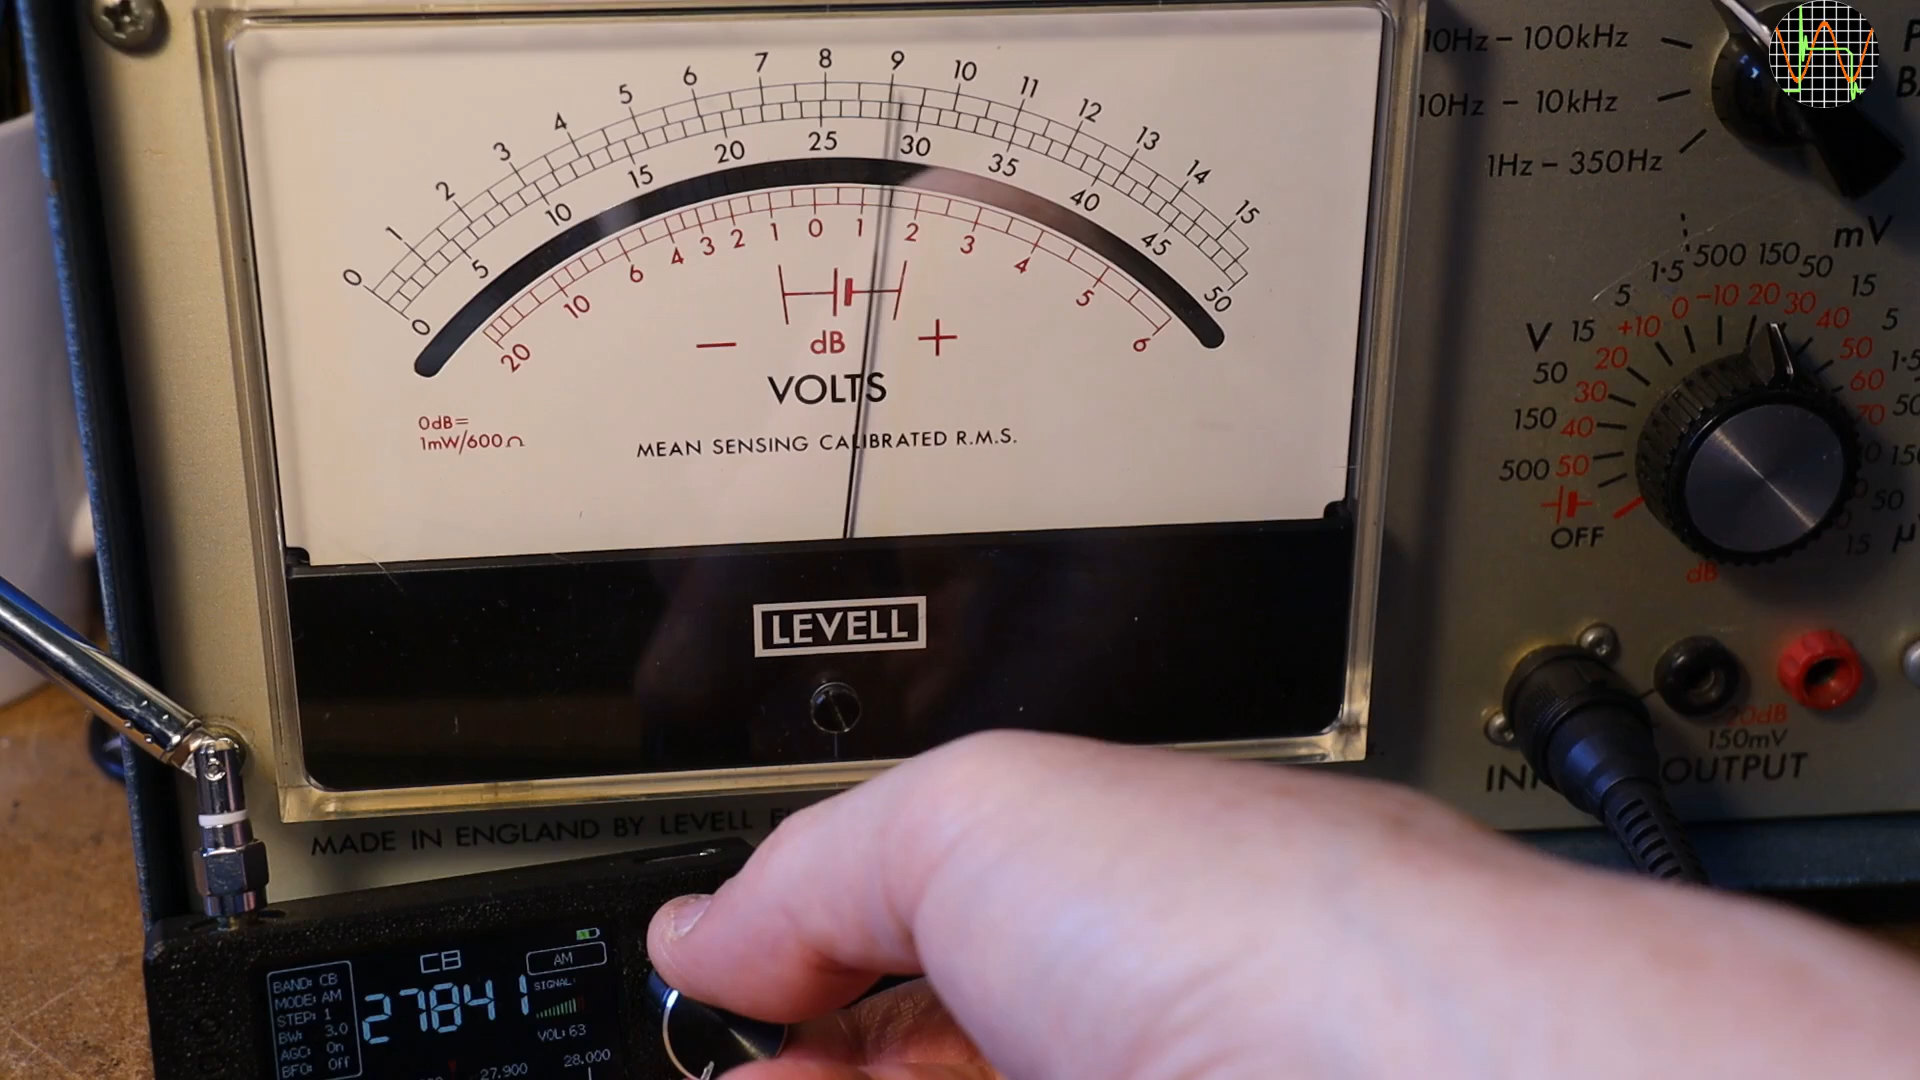 0 1 2 3 4 5 6 7 8 9 10 11 12 13 14 15
0 5 10 15 20 25 30 35 40 45 50
20 10 6 4 3 2 1 0 1 2 3 4 5 6
− dB +
VOLTS
0dB=
1mW/600Ω
MEAN SENSING CALIBRATED R.M.S.
LEVELL
MADE IN ENGLAND BY LEVELL
10Hz – 100kHz
10Hz – 10kHz
1Hz – 350Hz
mV
1·5 500 150 50
5 15
V 15 5
50
150
500
0 -10 20 30
+10 40
20 50
30 60
40 70
50
OFF
15 µ
dB
150mV
OUTPUT
CB
AM
BAND: CB
MODE: AM
STEP: 1
BW: 3.0
AGC: On
BFO: Off
27841
SIGNAL:
VOL: 63
27.900 28.000